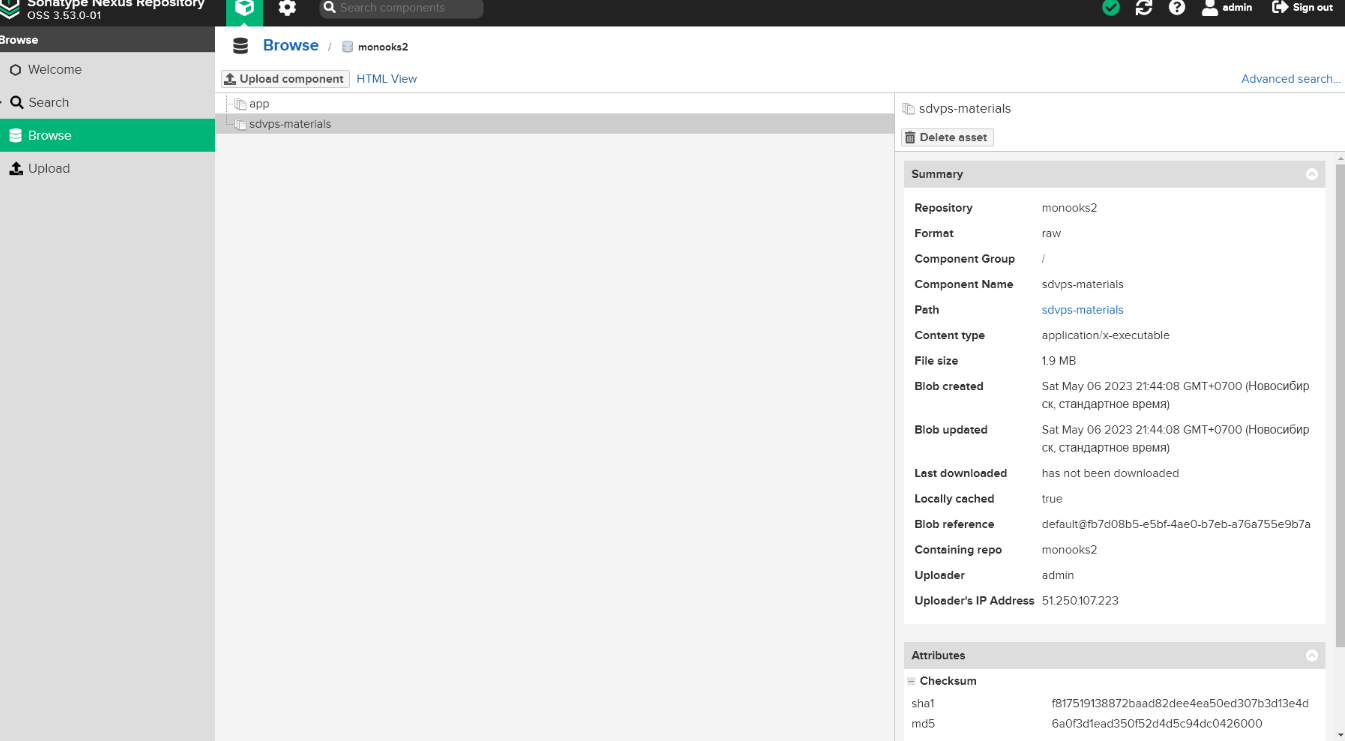 Sonatype Nexus Repository
OSS 3.53.0-01
Search components
admin
Sign out
Browse
Welcome
Search
Browse
Upload
Browse / monooks2
Upload component
HTML View
Advanced search...
app
sdvps-materials
sdvps-materials
Delete asset
Summary
Repository monooks2
Format raw
Component Group /
Component Name sdvps-materials
Path sdvps-materials
Content type application/x-executable
File size 1.9 MB
Blob created Sat May 06 2023 21:44:08 GMT+0700 (Новосибир
ск, стандартное время)
Blob updated Sat May 06 2023 21:44:08 GMT+0700 (Новосибир
ск, стандартное время)
Last downloaded has not been downloaded
Locally cached true
Blob reference default@fb7d08b5-e5bf-4ae0-b7eb-a76a755e9b7a
Containing repo monooks2
Uploader admin
Uploader's IP Address 51.250.107.223
Attributes
Checksum
sha1 f817519138872baad82dee4ea50ed307b3d13e4d
md5 6a0f3d1ead350f52d4d5c94dc0426000